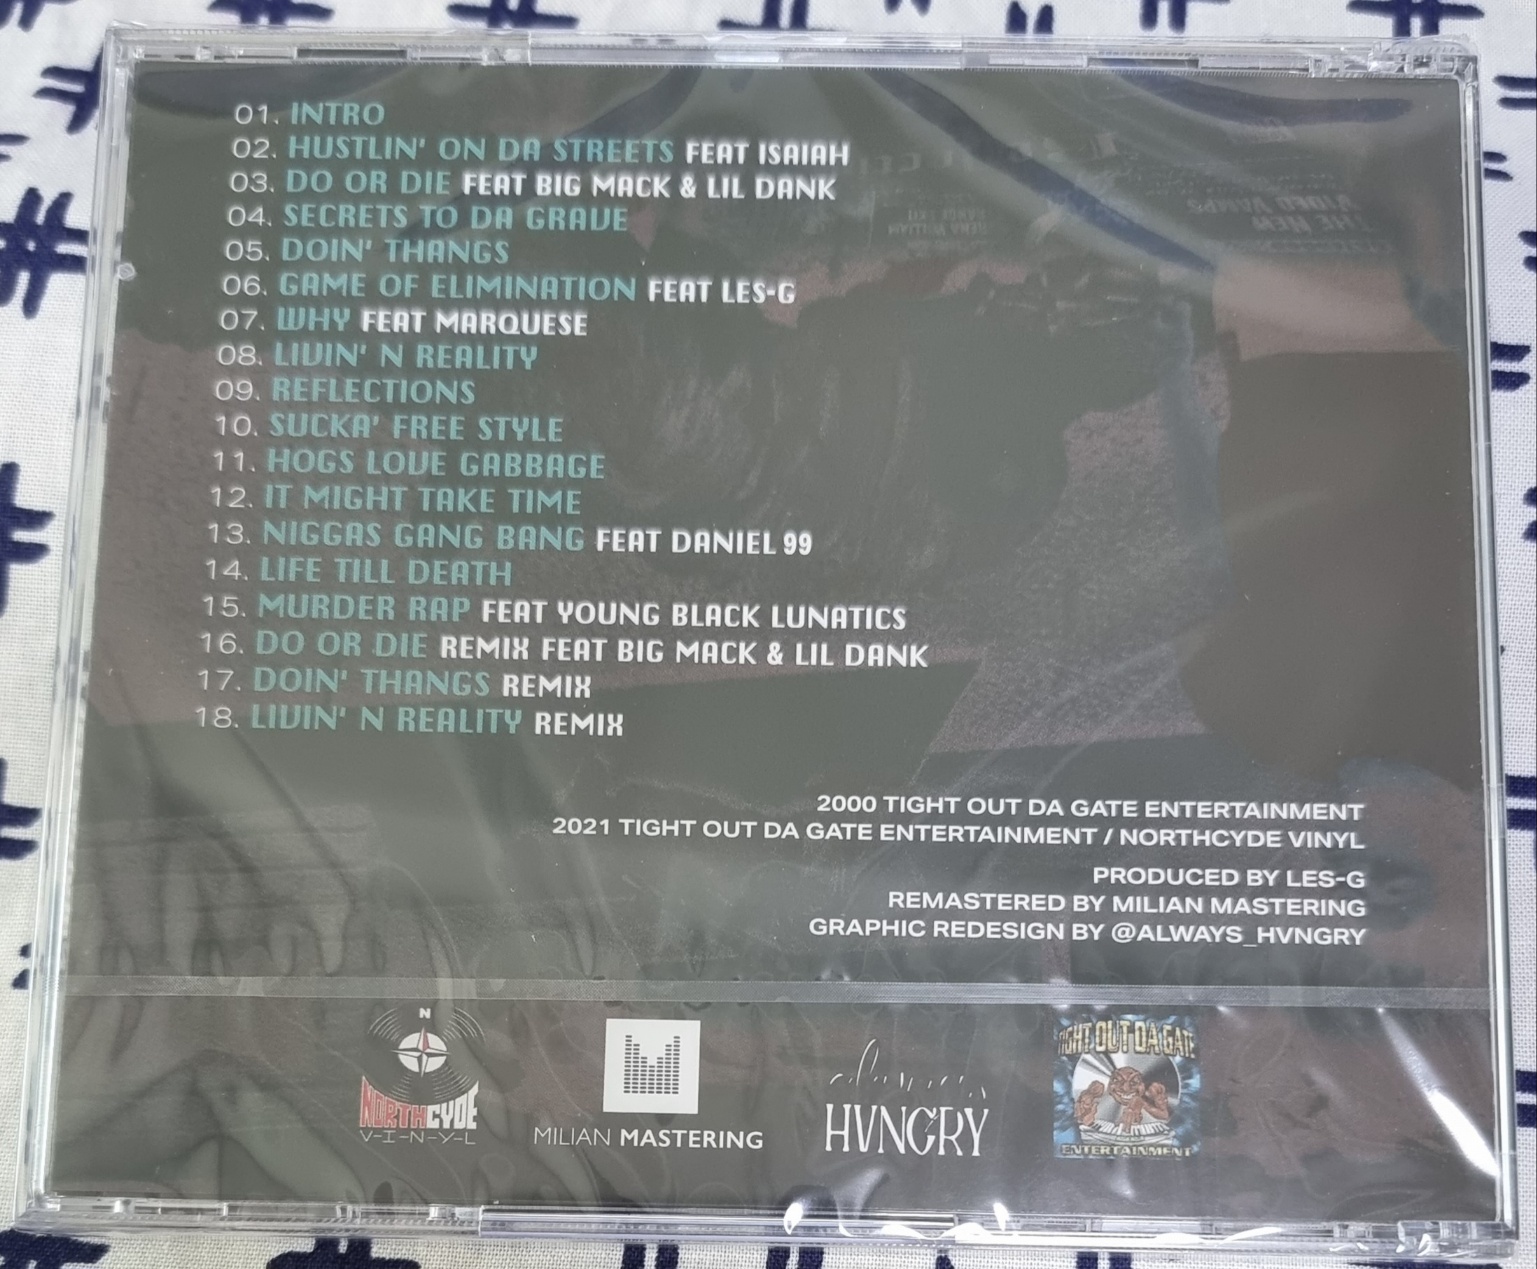 01. INTRO
02. HUSTLIN' ON DA STREETS FEAT ISAIAH
03. DO OR DIE FEAT BIG MACK & LIL DANK
04. SECRETS TO DA GRAVE
05. DOIN' THANGS
06. GAME OF ELIMINATION FEAT LES-G
07. WHY FEAT MARQUESE
08. LIVIN' N REALITY
09. REFLECTIONS
10. SUCKA' FREE STYLE
11. HOGS LOVE GABBAGE
12. IT MIGHT TAKE TIME
13. NIGGAS GANG BANG FEAT DANIEL 99
14. LIFE TILL DEATH
15. MURDER RAP FEAT YOUNG BLACK LUNATICS
16. DO OR DIE REMIX FEAT BIG MACK & LIL DANK
17. DOIN' THANGS REMIX
18. LIVIN' N REALITY REMIX
2000 TIGHT OUT DA GATE ENTERTAINMENT
2021 TIGHT OUT DA GATE ENTERTAINMENT / NORTHCYDE VINYL
PRODUCED BY LES-G
REMASTERED BY MILIAN MASTERING
GRAPHIC REDESIGN BY @ALWAYS_HVNGRY
N
NORTHCYDE
V-I-N-Y-L
MILIAN MASTERING
HVNGRY
TIGHT OUT DA GATE
ENTERTAINMENT